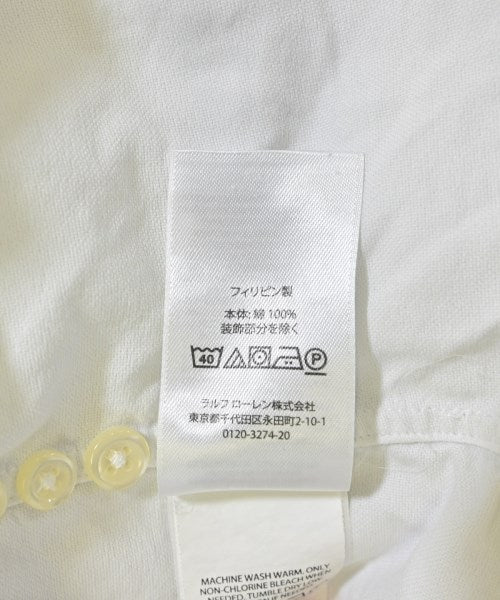 フィリピン製
本体: 綿 100%
装飾部分を除く
40 P
ラルフ ローレン株式会社
東京都千代田区永田町2-10-1
0120-3274-20
MACHINE WASH WARM. ONLY
NON-CHLORINE BLEACH WHEN
NEEDED. TUMBLE DRY LOW